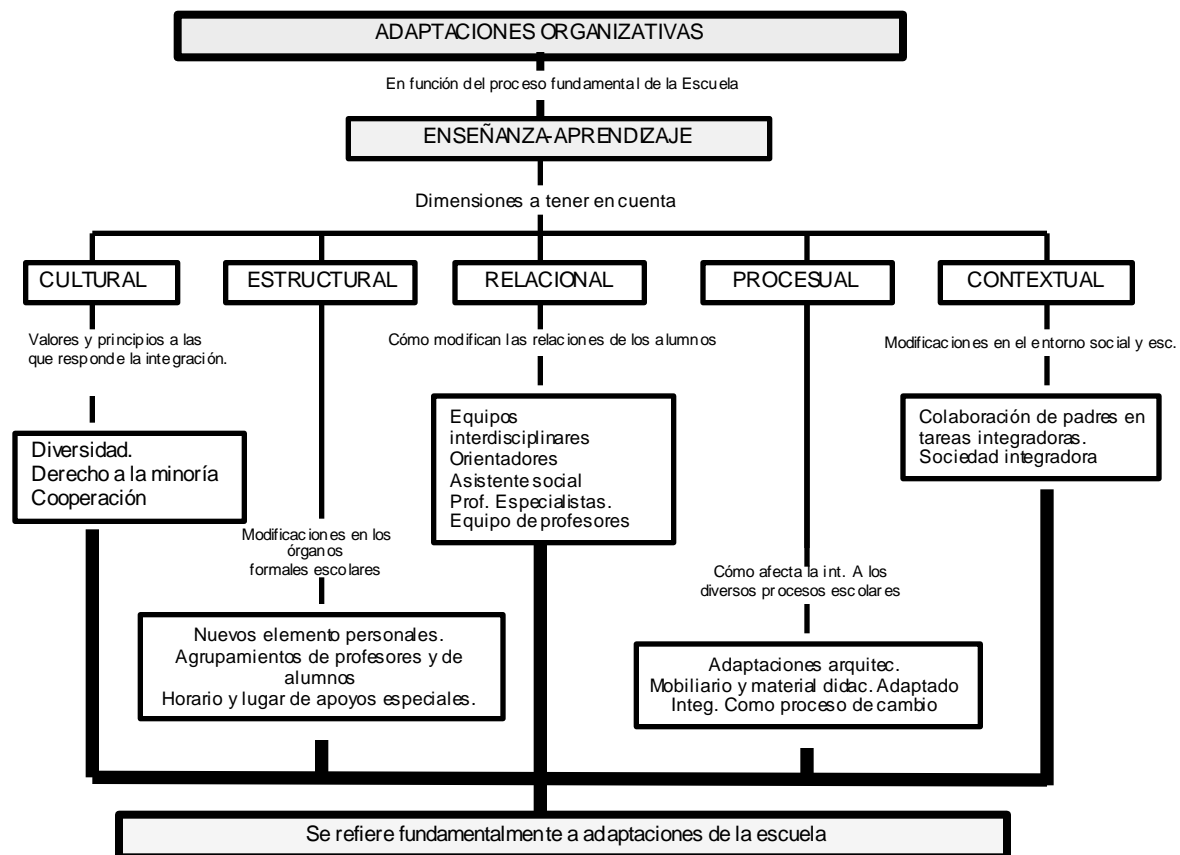 ADAPTACIONES ORGANIZATIVAS
En función del proceso fundamental de la Escuela
ENSEÑANZA-APRENDIZAJE
Dimensiones a tener en cuenta
CULTURAL
ESTRUCTURAL
RELACIONAL
PROCESUAL
CONTEXTUAL
Valores y principios a las
que responde la integración.
Cómo modifican las relaciones de los alumnos
Modificaciones en el entorno social y esc.
Diversidad.
Derecho a la minoría
Cooperación
Equipos
interdisciplinares
Orientadores
Asistente social
Prof. Especialistas.
Equipo de profesores
Colaboración de padres en
tareas integradoras.
Sociedad integradora
Modificaciones en los
órganos
formales escolares
Cómo afecta la int. A los
diversos procesos escolares
Nuevos elemento personales.
Agrupamientos de profesores y de
alumnos
Horario y lugar de apoyos especiales.
Adaptaciones arquitec.
Mobiliario y material didac. Adaptado
Integ. Como proceso de cambio
Se refiere fundamentalmente a adaptaciones de la escuela